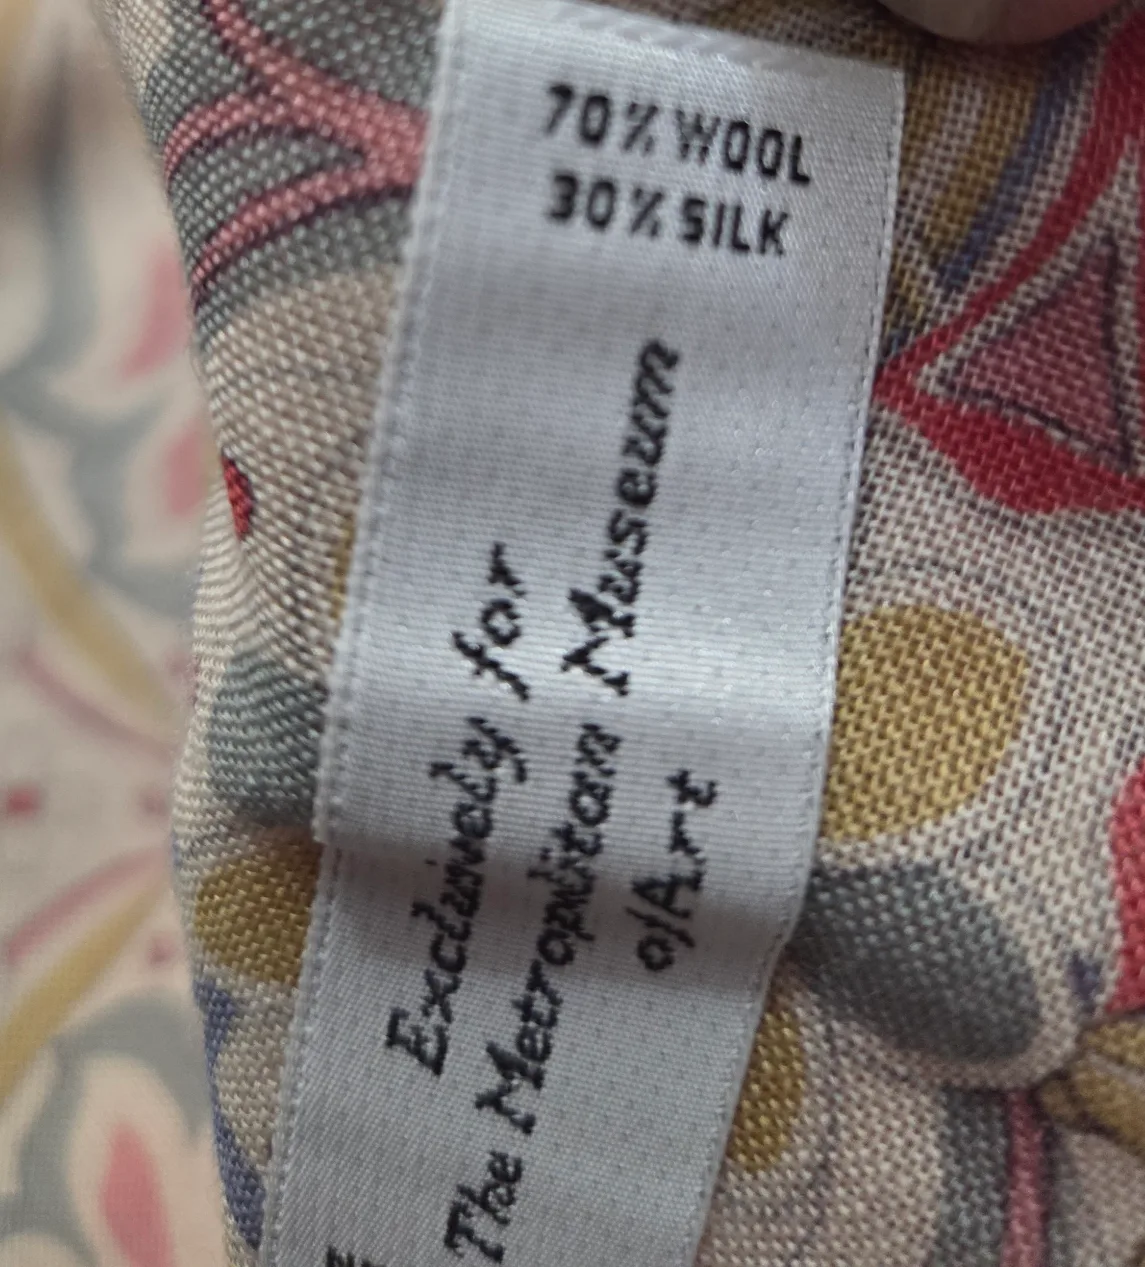 70% WOOL
30% SILK
Exclusively for
The Metropolitan Museum
of Art